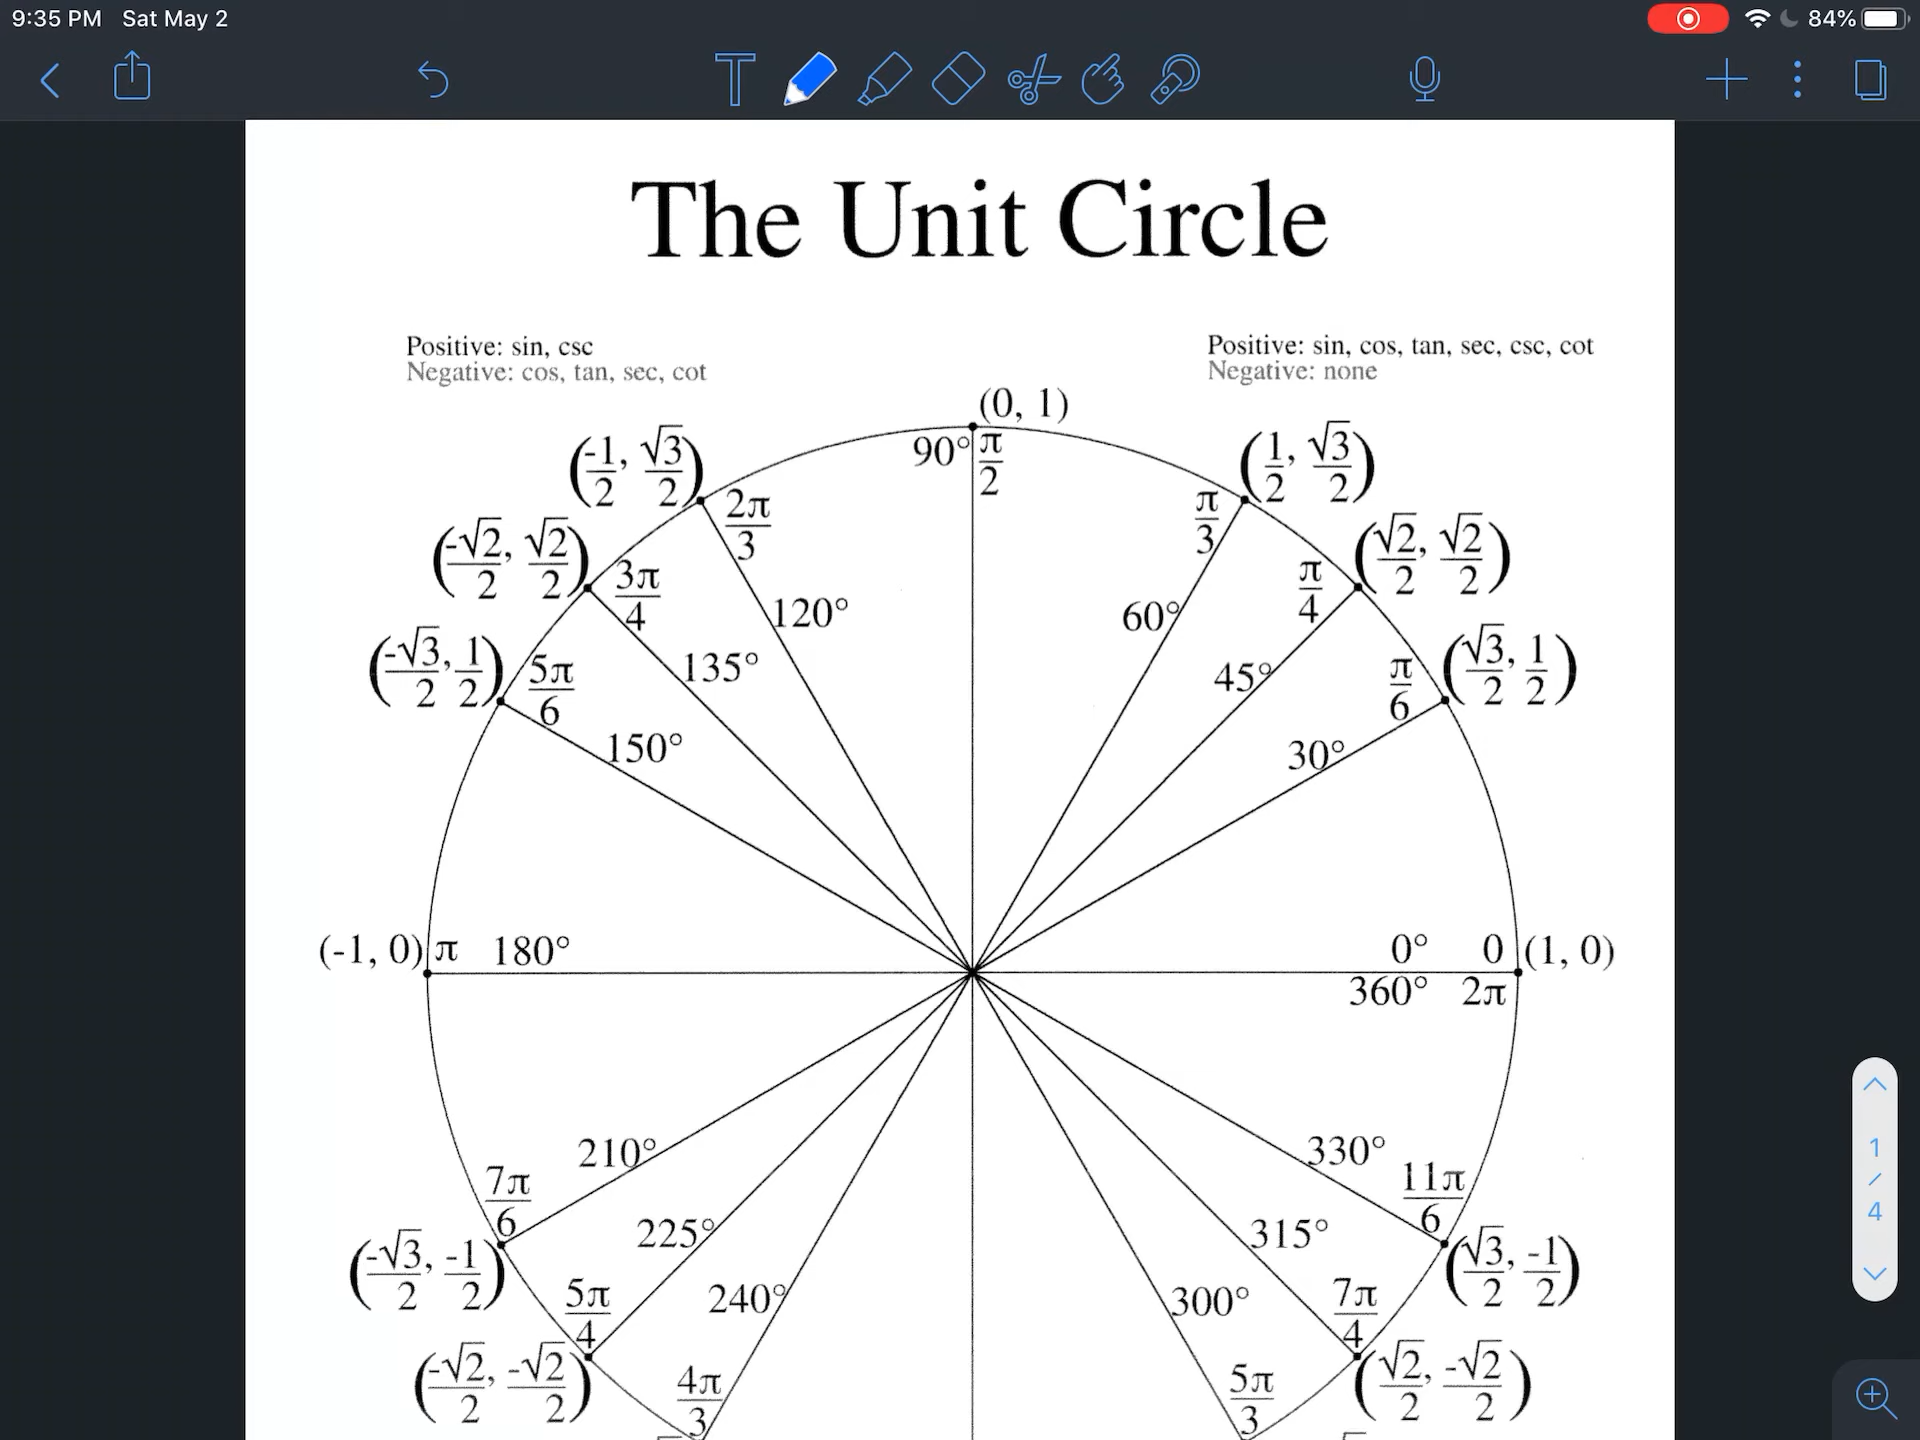 9:35 PM Sat May 2
84%
The Unit Circle
Positive: sin, csc
Negative: cos, tan, sec, cot
Positive: sin, cos, tan, sec, csc, cot
Negative: none
(0, 1)
90° π/2
(-1/2, √3/2)
2π/3
120°
(1/2, √3/2)
π/3
60°
(-√2/2, √2/2)
3π/4
135°
(√2/2, √2/2)
π/4
45°
(-√3/2, 1/2)
5π/6
150°
(√3/2, 1/2)
π/6
30°
(-1, 0) π 180°
0° 0 (1, 0)
360° 2π
210°
7π/6
(-√3/2, -1/2)
330°
11π/6
(√3/2, -1/2)
225°
5π/4
(-√2/2, -√2/2)
315°
7π/4
(√2/2, -√2/2)
240°
4π/3
300°
5π/3
1
/
4